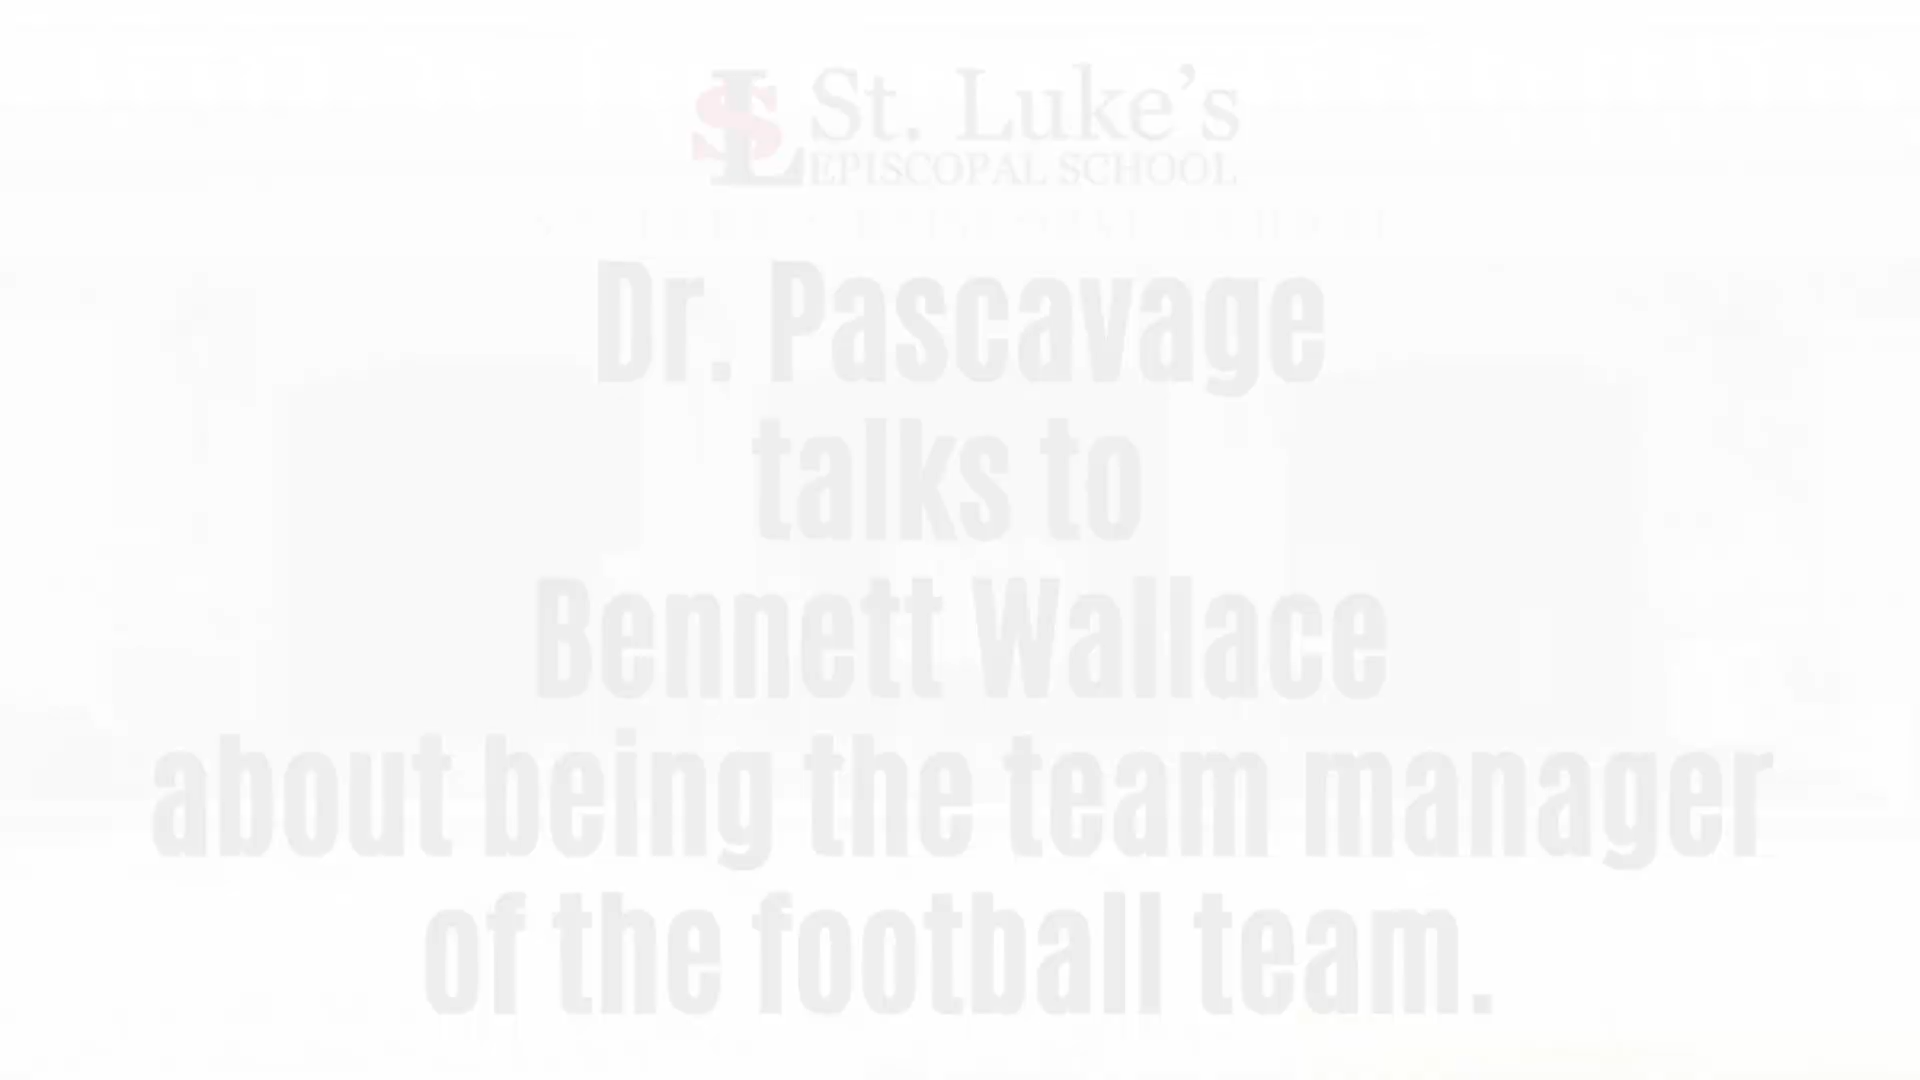 SL St. Luke's
EPISCOPAL SCHOOL
Dr. Pascavage
talks to
Bennett Wallace
about being the team manager
of the football team.